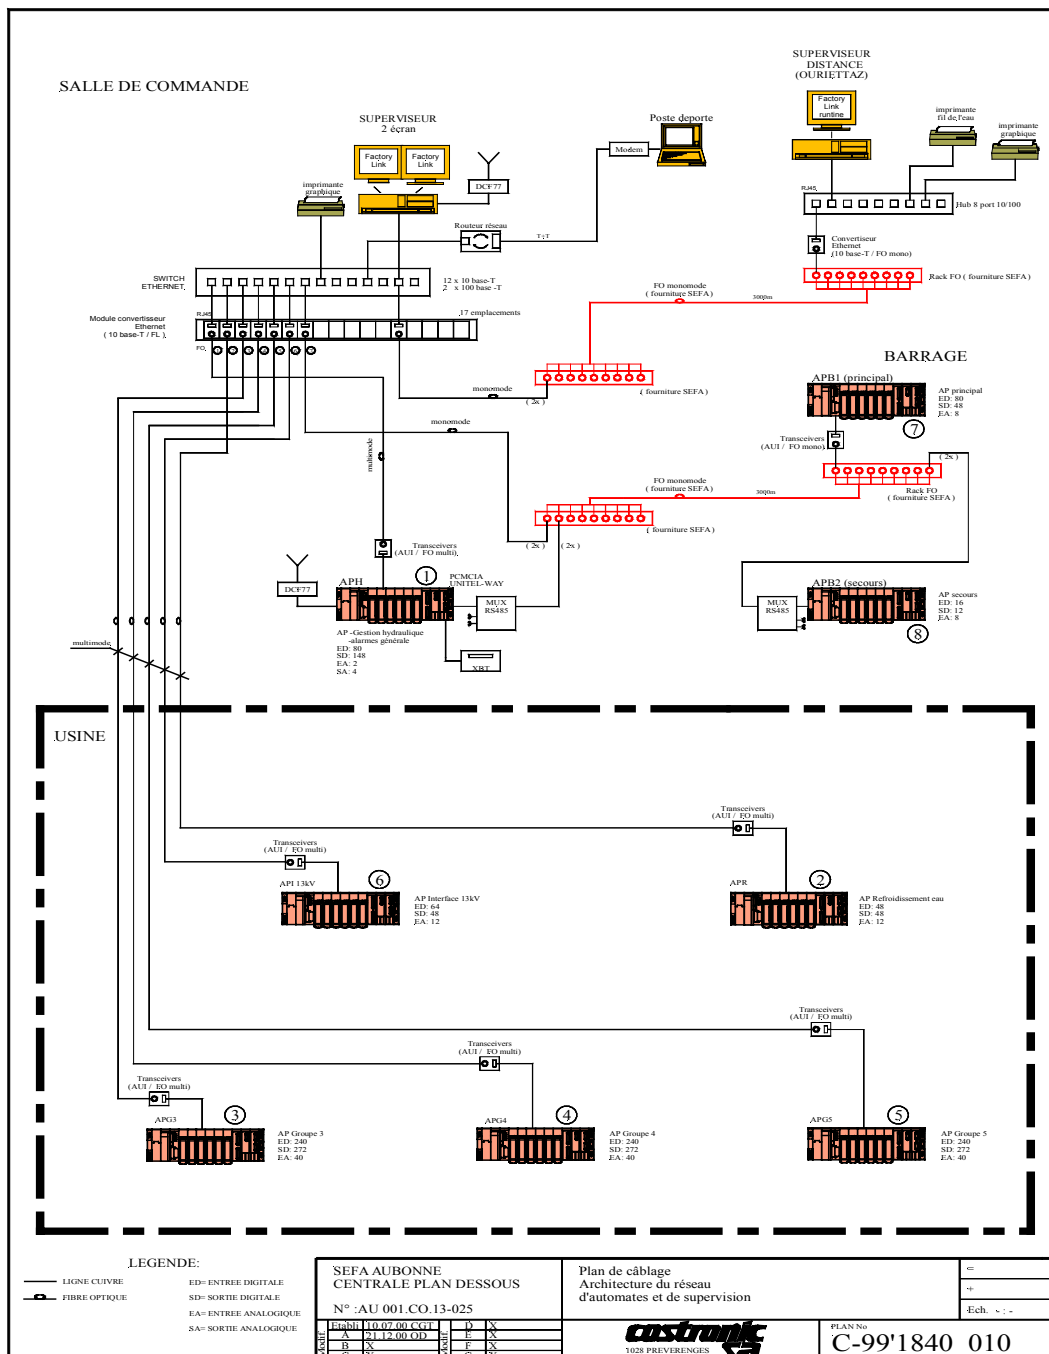 SALLE DE COMMANDE
SUPERVISEUR
2 écran
Factory
Link
Factory
Link
imprimante
graphique
DCF77
Routeur réseau
Modem
Poste deporte
T+T
SUPERVISEUR
DISTANCE
(OURIETTAZ)
Factory
Link
runtine
imprimante
fil de l'eau
imprimante
graphique
RJ45
Hub 8 port 10/100
Convertiseur
Ethernet
(10 base-T / FO mono)
Rack FO ( fourniture SEFA)
SWITCH
ETHERNET
12 x 10 base-T
2 x 100 base -T
Module convertisseur
Ethernet
( 10 base-T / FL )
RJ45
17 emplacements
FO
FO monomode
( fourniture SEFA)
3000m
monomode
( 2x )
( fourniture SEFA)
monomode
multimode
BARRAGE
APB1 (principal)
AP principal
ED: 80
SD: 48
EA: 8
7
Transceivers
(AUI / FO mono)
( 2x )
Rack FO
( fourniture SEFA)
FO monomode
( fourniture SEFA)
3000m
( fourniture SEFA)
( 2x )
( 2x )
Transceivers
(AUI / FO multi)
DCF77
APH
1
PCMCIA
UNITEL-WAY
MUX
RS485
XBT
AP -Gestion hydraulique
-alarmes générale
ED: 80
SD: 148
EA: 2
SA: 4
APB2 (secours)
MUX
RS485
AP secours
ED: 16
SD: 12
EA: 8
8
multimode
USINE
Transceivers
(AUI / FO multi)
Transceivers
(AUI / FO multi)
API 13kV
6
AP Interface 13kV
ED: 64
SD: 48
EA: 12
APR
2
AP Refroidissement eau
ED: 48
SD: 48
EA: 12
Transceivers
(AUI / FO multi)
Transceivers
(AUI / FO multi)
Transceivers
(AUI / FO multi)
APG3
3
AP Groupe 3
ED: 240
SD: 272
EA: 40
APG4
4
AP Groupe 4
ED: 240
SD: 272
EA: 40
APG5
5
AP Groupe 5
ED: 240
SD: 272
EA: 40
LEGENDE:
LIGNE CUIVRE
FIBRE OPTIQUE
ED= ENTREE DIGITALE
SD= SORTIE DIGITALE
EA= ENTREE ANALOGIQUE
SA= SORTIE ANALOGIQUE
SEFA AUBONNE
CENTRALE PLAN DESSOUS
N° :AU 001.CO.13-025
Etabli 10.07.00 CGT D X
A 21.12.00 OD E X
B X F X
Modif.
Modif.
Plan de câblage
Architecture du réseau
d'automates et de supervision
costronic sa
1028 PREVERENGES
=
+
Ech. - : -
PLAN No
C-99'1840 010